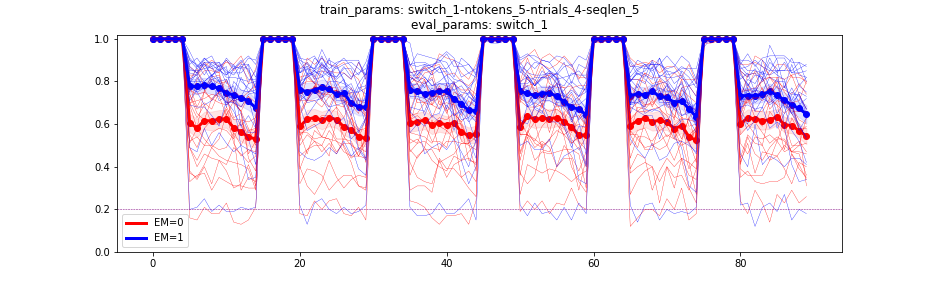 train_params: switch_1-ntokens_5-ntrials_4-seqlen_5
eval_params: switch_1
1.0
0.8
0.6
0.4
0.2
0.0
EM=0
EM=1
0
20
40
60
80